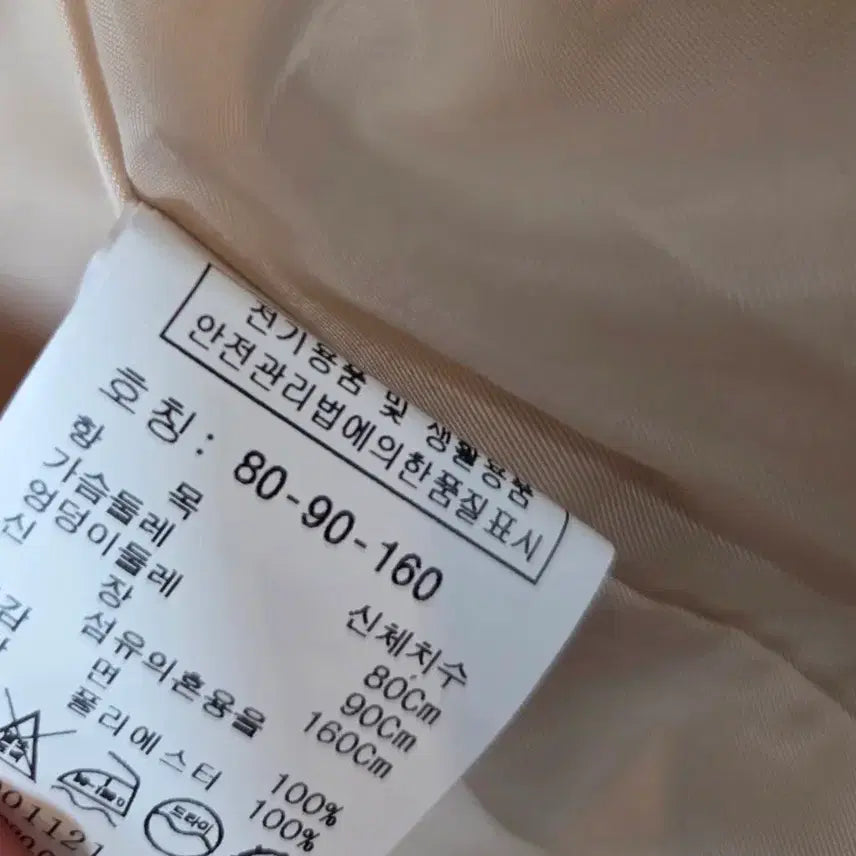 전기용품 및 생활용품
안전관리법에의한품질표시
호칭: 80-90-160
항 목 신체치수
가슴둘레 80Cm
엉덩이둘레 90Cm
신 장 160Cm
섬유의혼용율
면 100%
폴리에스터 100%
드라이